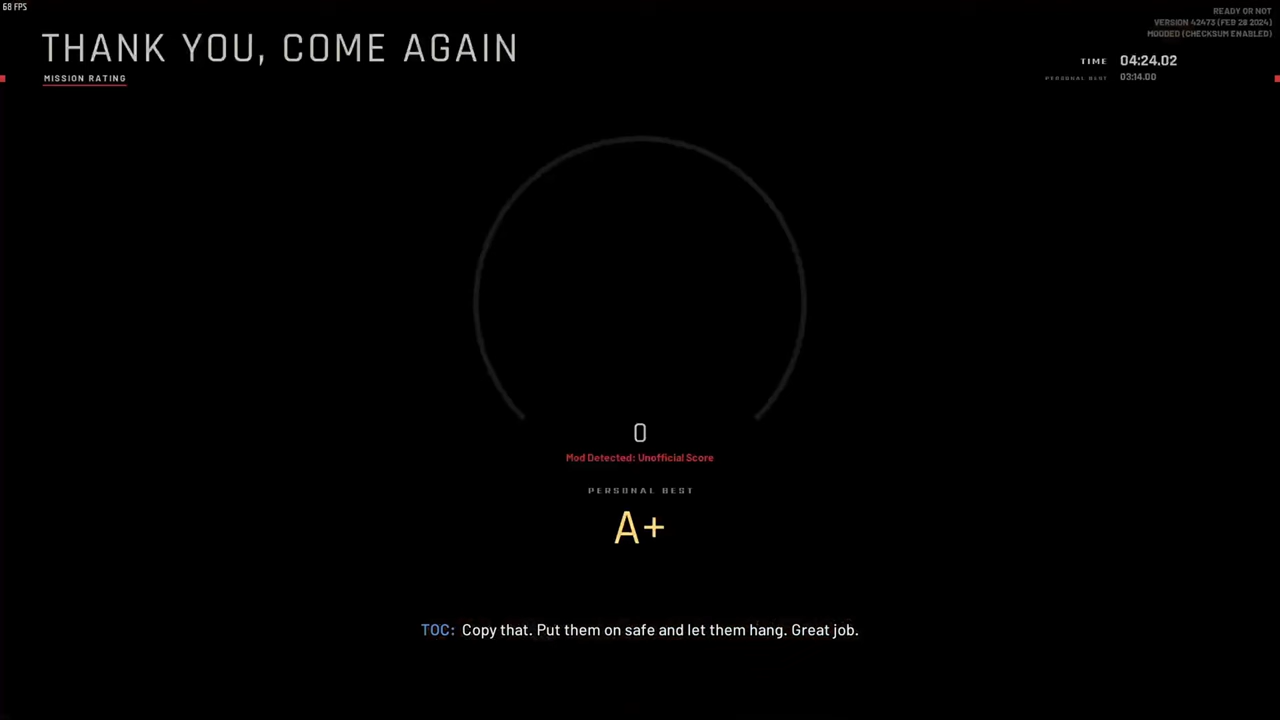 68 FPS
READY OR NOT
VERSION 42473 (FEB 28 2024)
MODDED (CHECKSUM ENABLED)
THANK YOU, COME AGAIN
MISSION RATING
TIME 04:24.02
PERSONAL BEST 03:14.00
0
Mod Detected: Unofficial Score
PERSONAL BEST
A+
TOC: Copy that. Put them on safe and let them hang. Great job.